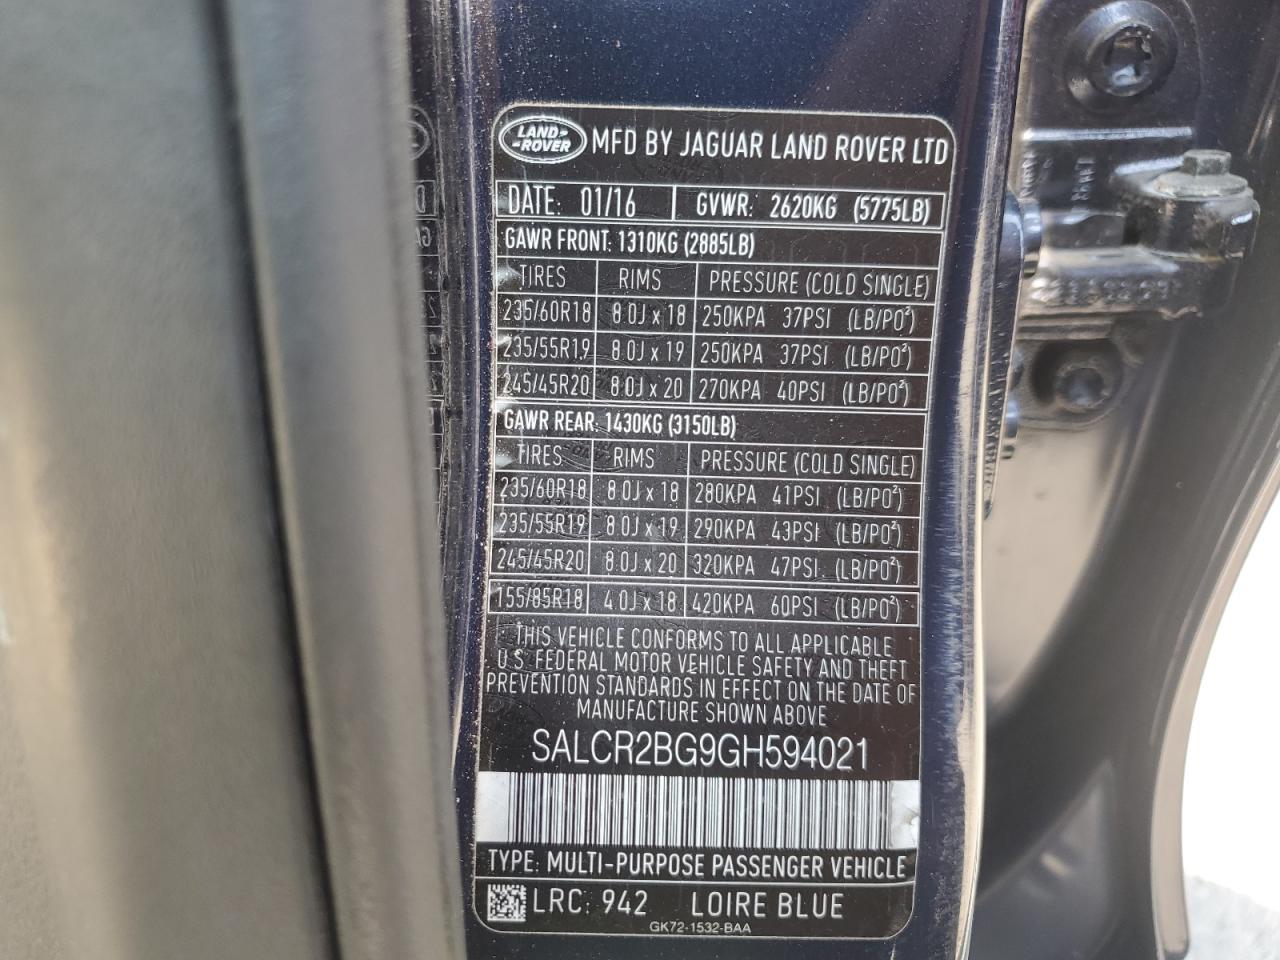 LAND-
-ROVER
MFD BY JAGUAR LAND ROVER LTD
DATE: 01/16 GVWR: 2620KG (5775LB)
GAWR FRONT: 1310KG (2885LB)
TIRES RIMS PRESSURE (COLD SINGLE)
235/60R18 8.0J x 18 250KPA 37PSI (LB/PO²)
235/55R19 8.0J x 19 250KPA 37PSI (LB/PO²)
245/45R20 8.0J x 20 270KPA 40PSI (LB/PO²)
GAWR REAR: 1430KG (3150LB)
TIRES RIMS PRESSURE (COLD SINGLE)
235/60R18 8.0J x 18 280KPA 41PSI (LB/PO²)
235/55R19 8.0J x 19 290KPA 43PSI (LB/PO²)
245/45R20 8.0J x 20 320KPA 47PSI (LB/PO²)
155/85R18 4.0J x 18 420KPA 60PSI (LB/PO²)
THIS VEHICLE CONFORMS TO ALL APPLICABLE
U.S. FEDERAL MOTOR VEHICLE SAFETY AND THEFT
PREVENTION STANDARDS IN EFFECT ON THE DATE OF
MANUFACTURE SHOWN ABOVE
SALCR2BG9GH594021
TYPE: MULTI-PURPOSE PASSENGER VEHICLE
LRC: 942 LOIRE BLUE
GK72-1532-BAA